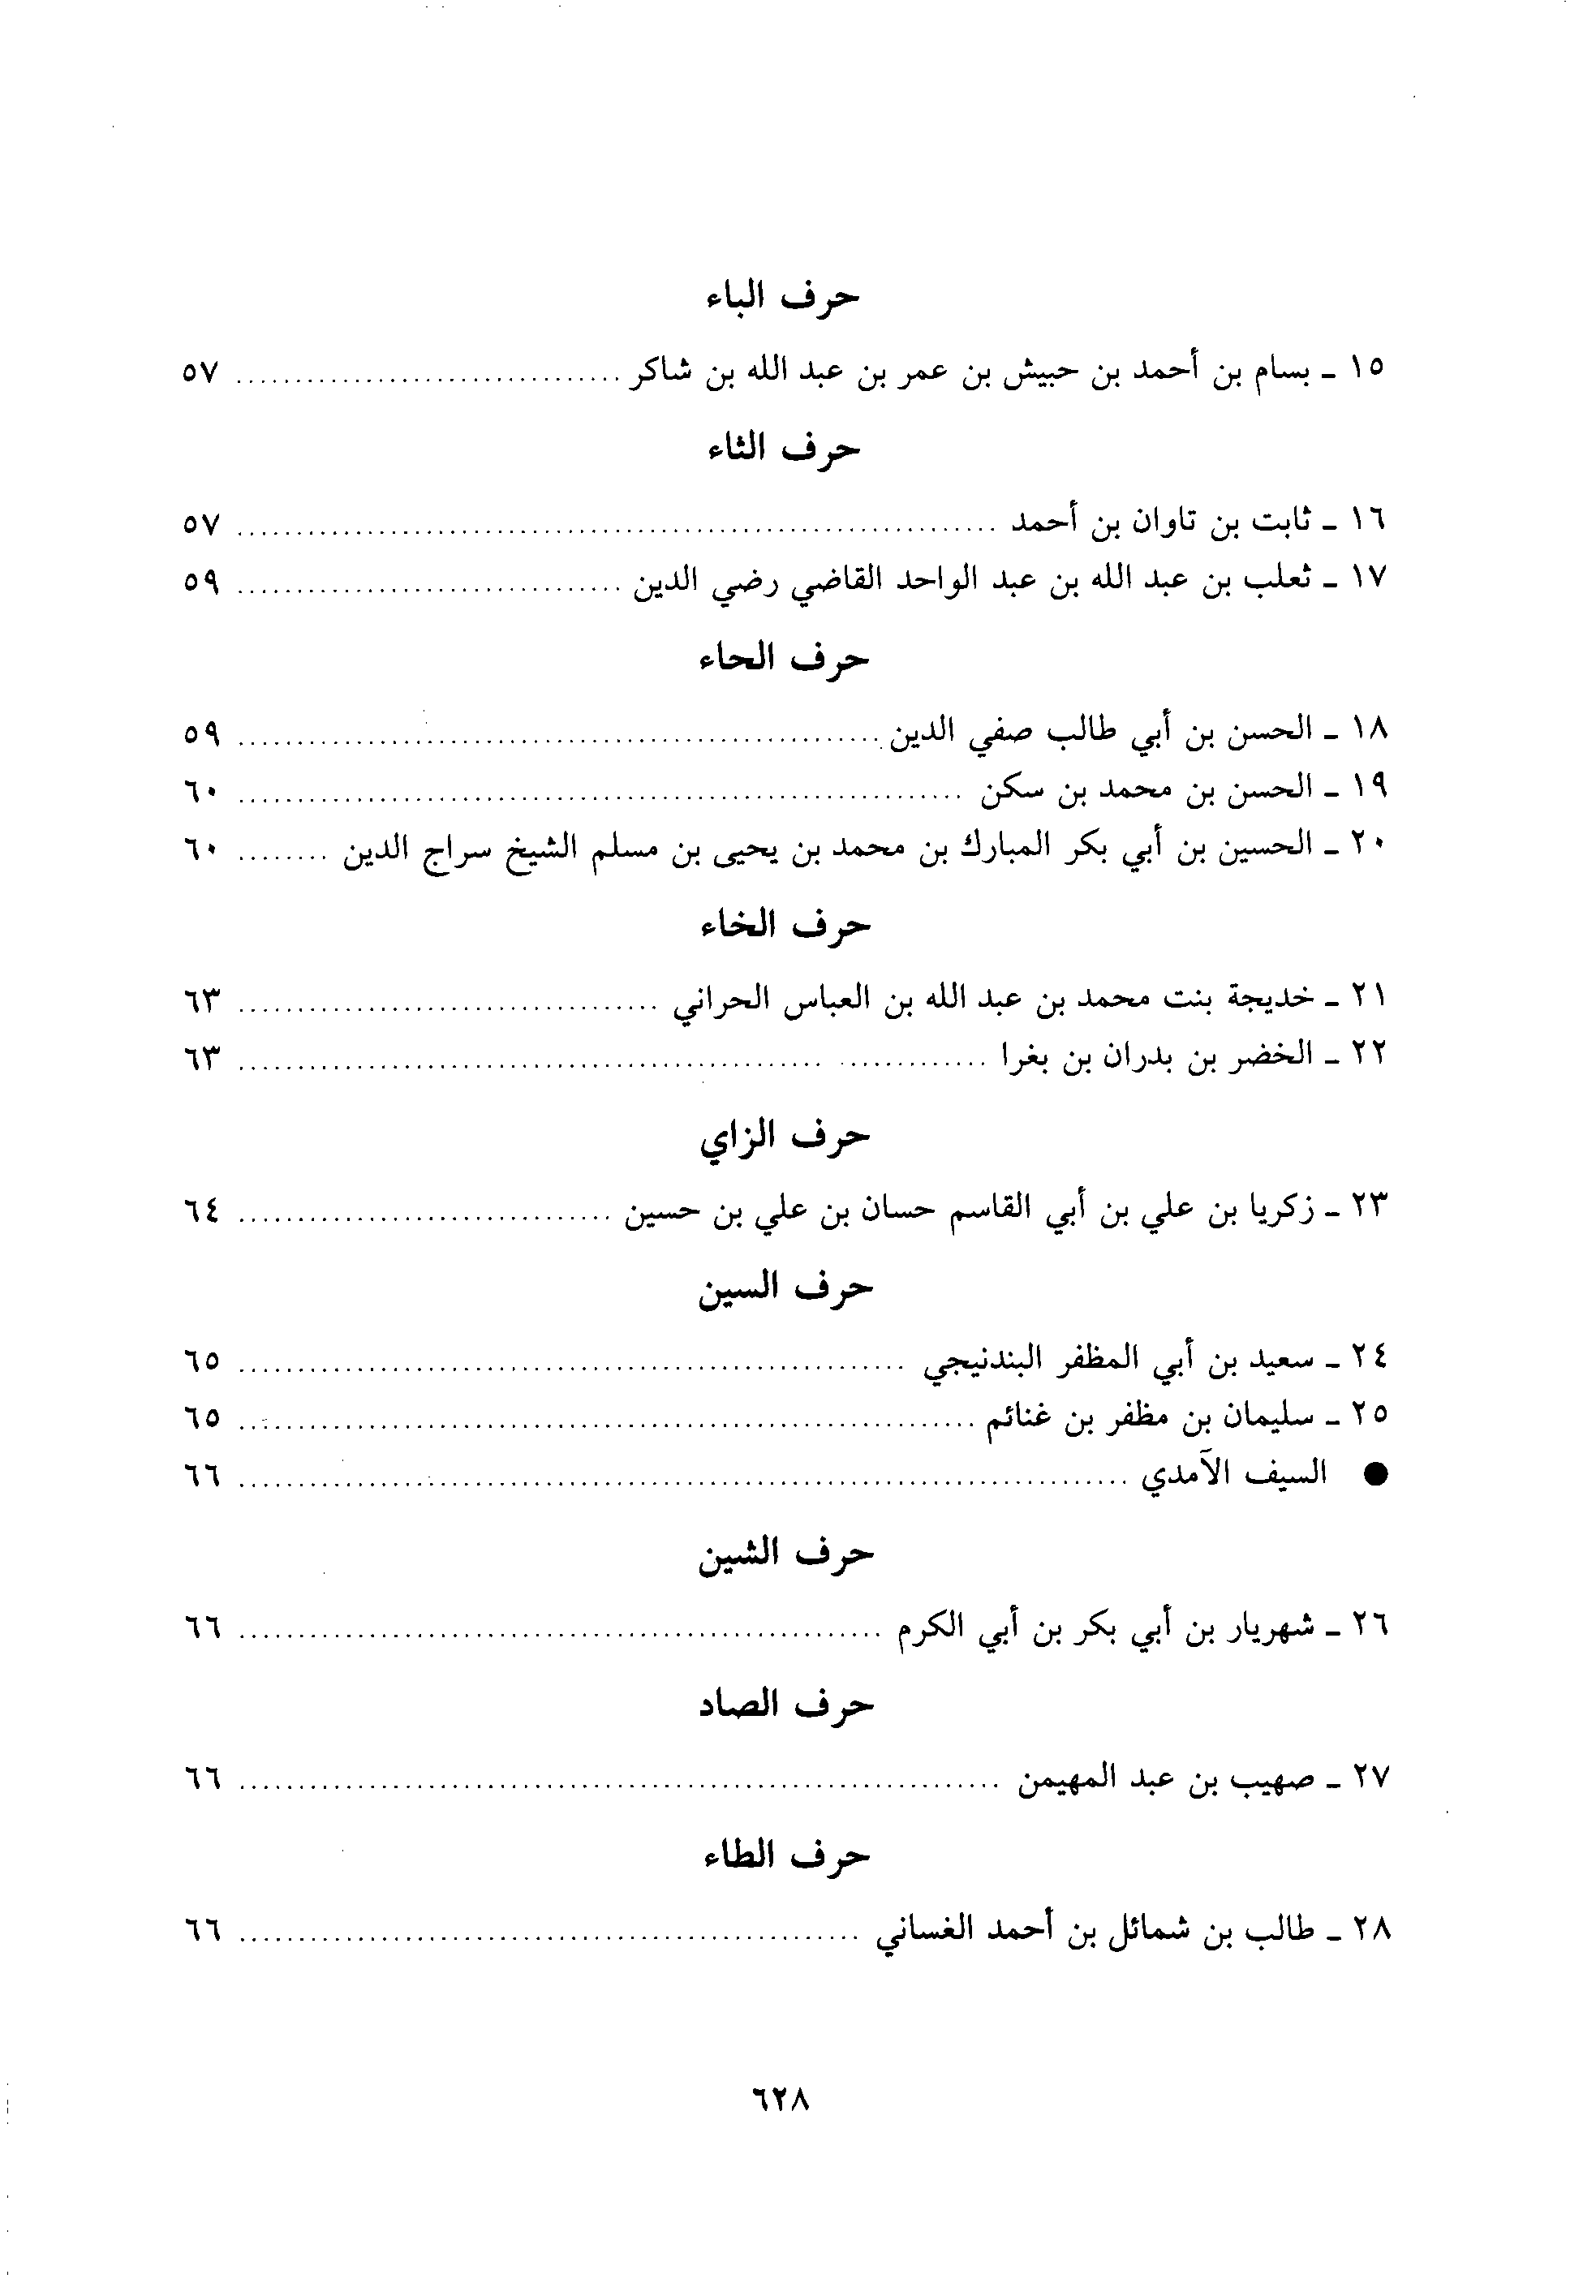 حرف الباء
١٥ ـ بسام بن أحمد بن حبيش بن عمر بن عبد الله بن شاكر ................................ ٥٧
حرف الثاء
١٦ ـ ثابت بن تاوان بن أحمد ................................ ٥٧
١٧ ـ ثعلب بن عبد الله بن عبد الواحد القاضي رضي الدين ................................ ٥٩
حرف الحاء
١٨ ـ الحسن بن أبي طالب صفي الدين ................................ ٥٩
١٩ ـ الحسن بن محمد بن سكن ................................ ٦٠
٢٠ ـ الحسين بن أبي بكر المبارك بن محمد بن يحيى بن مسلم الشيخ سراج الدين ........ ٦٠
حرف الخاء
٢١ ـ خديجة بنت محمد بن عبد الله بن العباس الحراني ................................ ٦٣
٢٢ ـ الخضر بن بدران بن بغرا ................................ ٦٣
حرف الزاي
٢٣ ـ زكريا بن علي بن أبي القاسم حسان بن علي بن حسين ................................ ٦٤
حرف السين
٢٤ ـ سعيد بن أبي المظفر البندنيجي ................................ ٦٥
٢٥ ـ سليمان بن مظفر بن غنائم ................................ ٦٥
● السيف الآمدي ................................ ٦٦
حرف الشين
٢٦ ـ شهريار بن أبي بكر بن أبي الكرم ................................ ٦٦
حرف الصاد
٢٧ ـ صهيب بن عبد المهيمن ................................ ٦٦
حرف الطاء
٢٨ ـ طالب بن شمائل بن أحمد الغساني ................................ ٦٦
٦٢٨